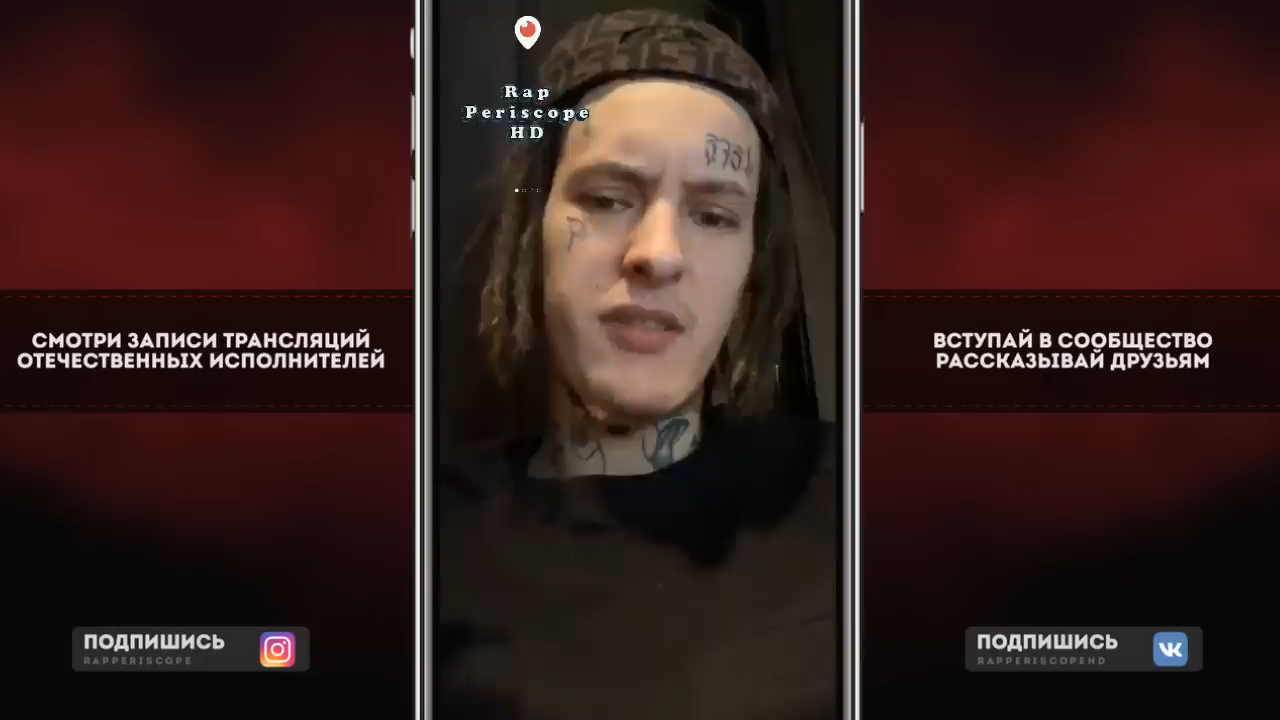 Rap
Periscope
HD
СМОТРИ ЗАПИСИ ТРАНСЛЯЦИЙ
ОТЕЧЕСТВЕННЫХ ИСПОЛНИТЕЛЕЙ
ВСТУПАЙ В СООБЩЕСТВО
РАССКАЗЫВАЙ ДРУЗЬЯМ
ПОДПИШИСЬ
RAPPERISCOPE
ПОДПИШИСЬ
RAPPERISCOPEHD